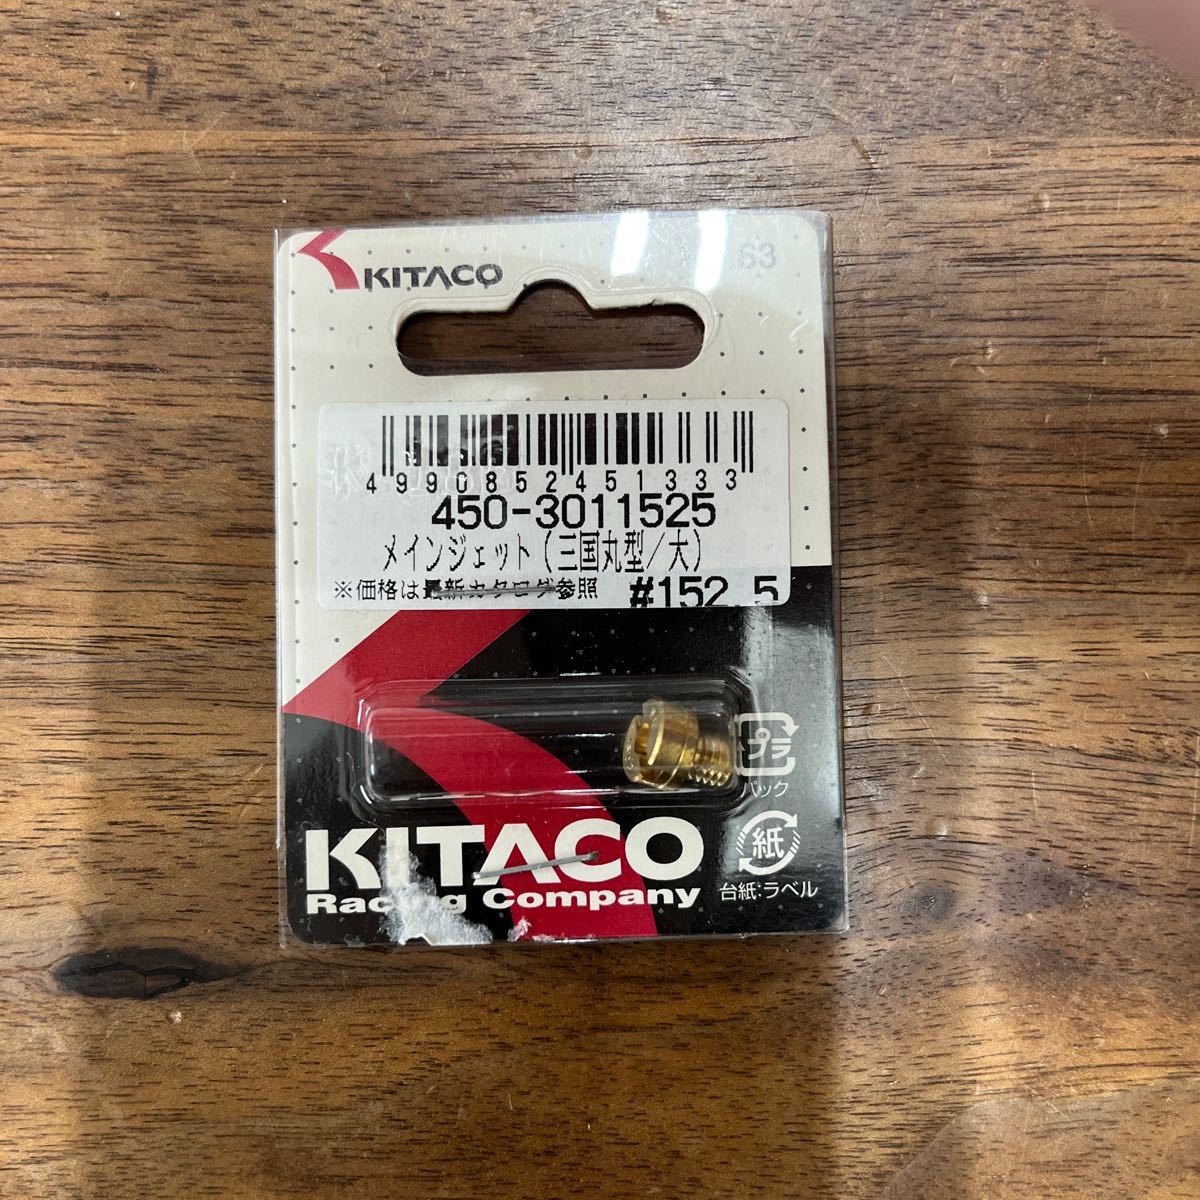 KITACO
63
4990852451333
450-3011525
メインジェット(三国丸型/大)
※価格は最新カタログ参照 #152.5
プラ
パック
KITACO
Racing Company
紙
台紙:ラベル